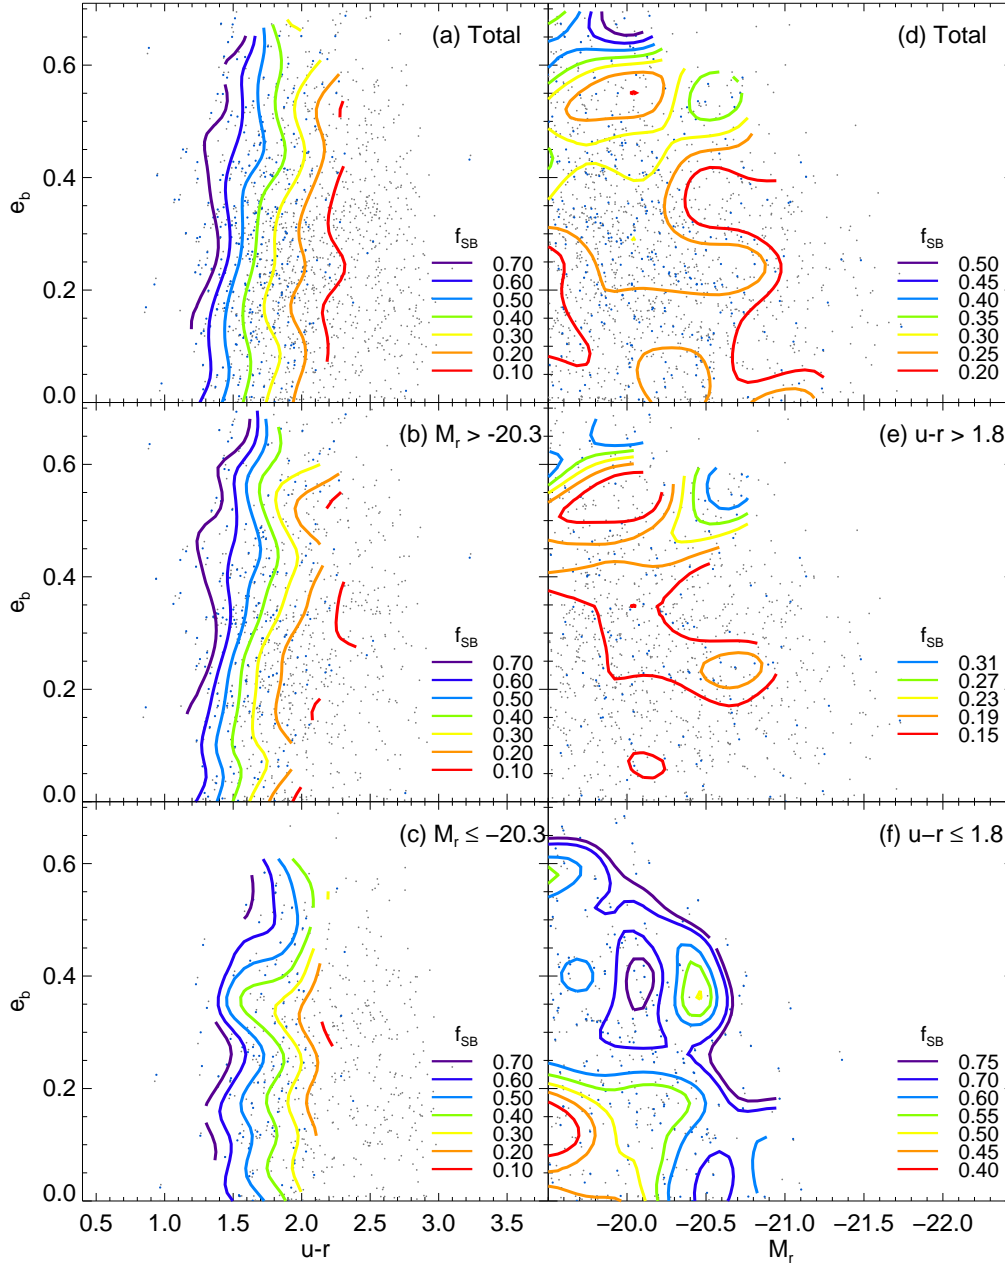 (a) Total
0.6
0.4
0.2
0.0
e_b
f_SB
0.70
0.60
0.50
0.40
0.30
0.20
0.10
(d) Total
f_SB
0.50
0.45
0.40
0.35
0.30
0.25
0.20
(b) M_r > -20.3
0.6
0.4
0.2
0.0
e_b
f_SB
0.70
0.60
0.50
0.40
0.30
0.20
0.10
(e) u-r > 1.8
f_SB
0.31
0.27
0.23
0.19
0.15
(c) M_r ≤ −20.3
0.6
0.4
0.2
0.0
e_b
f_SB
0.70
0.60
0.50
0.40
0.30
0.20
0.10
(f) u−r ≤ 1.8
f_SB
0.75
0.70
0.60
0.55
0.50
0.45
0.40
0.5 1.0 1.5 2.0 2.5 3.0 3.5
u-r
−20.0 −20.5 −21.0 −21.5 −22.0
M_r